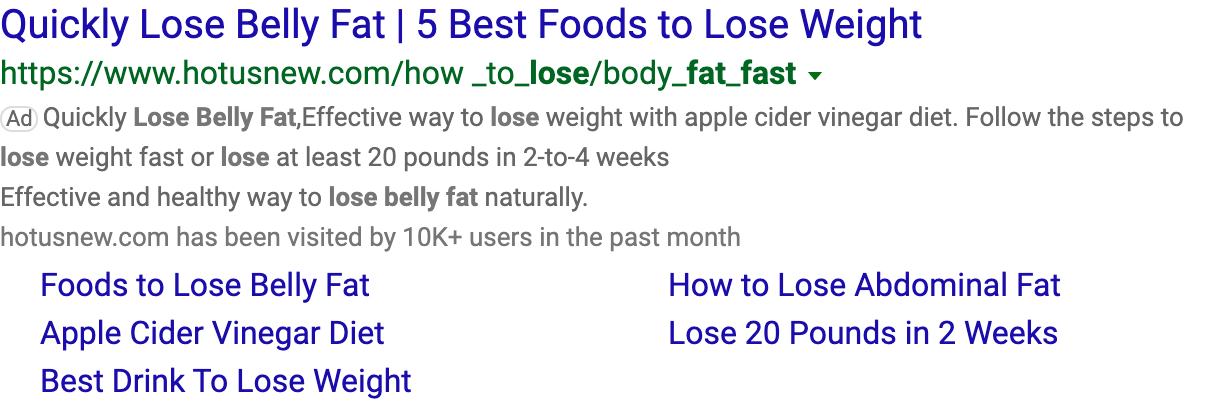 Quickly Lose Belly Fat | 5 Best Foods to Lose Weight
https://www.hotusnew.com/how _to_lose/body_fat_fast
Ad Quickly Lose Belly Fat,Effective way to lose weight with apple cider vinegar diet. Follow the steps to
lose weight fast or lose at least 20 pounds in 2-to-4 weeks
Effective and healthy way to lose belly fat naturally.
hotusnew.com has been visited by 10K+ users in the past month
Foods to Lose Belly Fat
How to Lose Abdominal Fat
Apple Cider Vinegar Diet
Lose 20 Pounds in 2 Weeks
Best Drink To Lose Weight